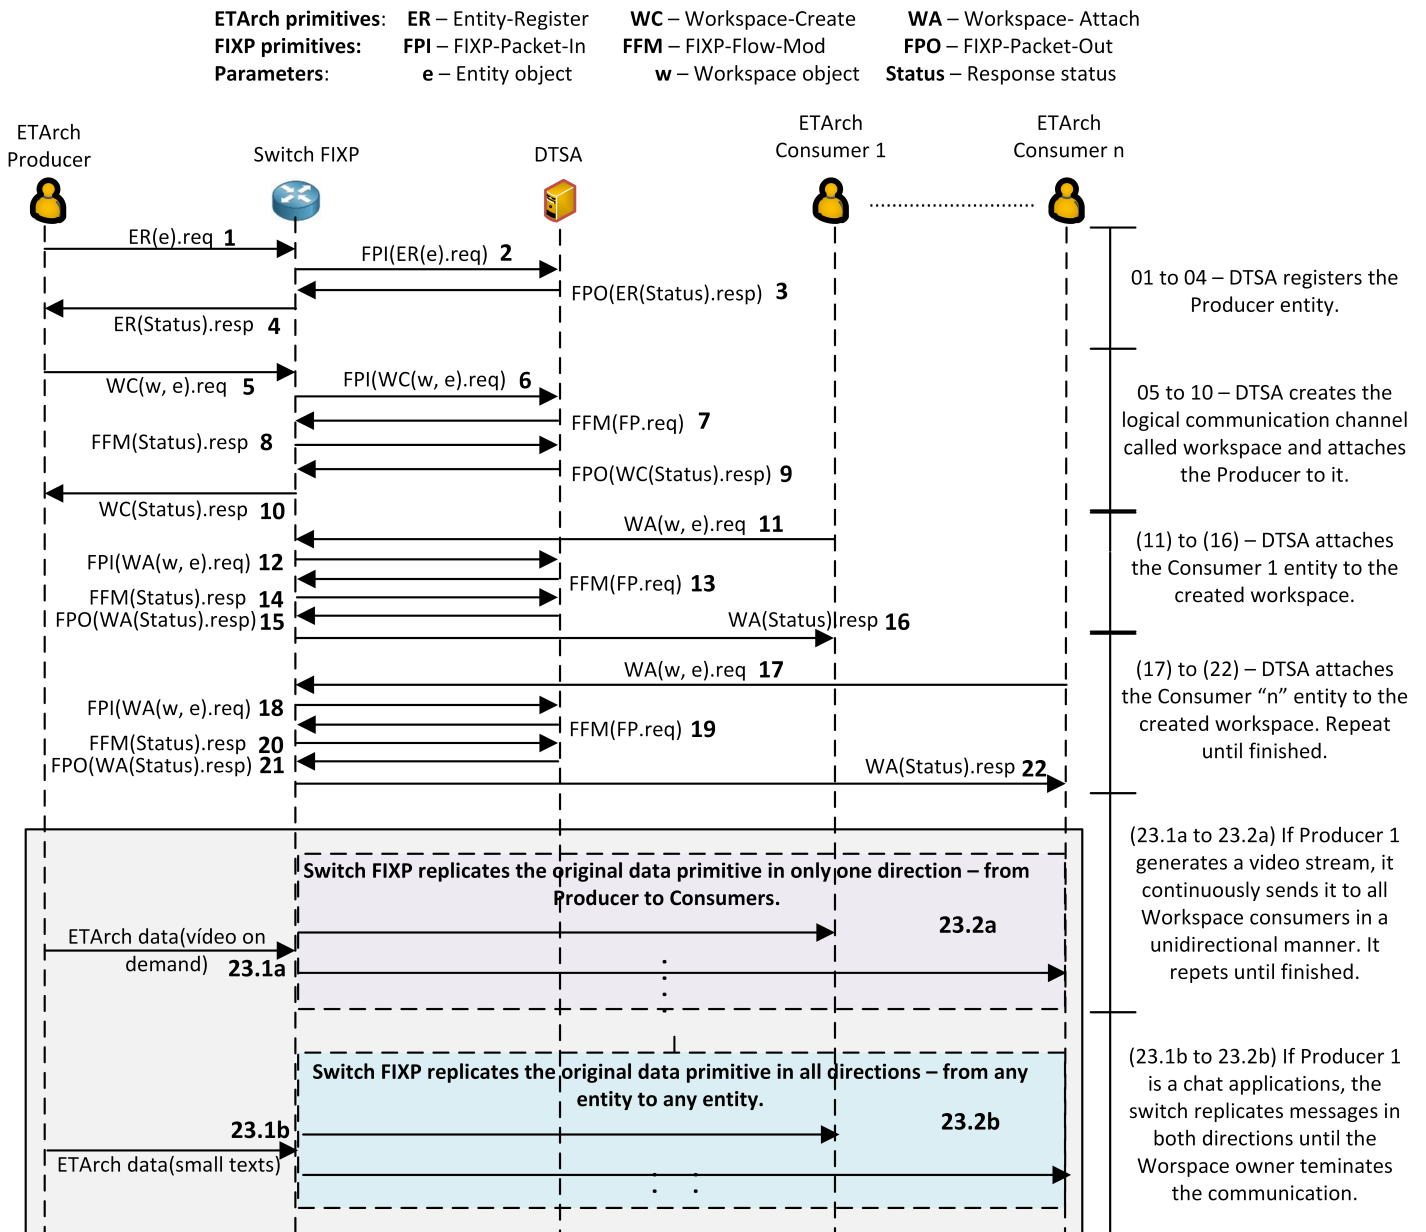 ETArch primitives: ER – Entity-Register WC – Workspace-Create WA – Workspace- Attach
FIXP primitives: FPI – FIXP-Packet-In FFM – FIXP-Flow-Mod FPO – FIXP-Packet-Out
Parameters: e – Entity object w – Workspace object Status – Response status
ETArch
Producer
Switch FIXP
DTSA
ETArch
Consumer 1
ETArch
Consumer n
ER(e).req 1
FPI(ER(e).req) 2
FPO(ER(Status).resp) 3
ER(Status).resp 4
01 to 04 – DTSA registers the
Producer entity.
WC(w, e).req 5
FPI(WC(w, e).req) 6
FFM(FP.req) 7
FFM(Status).resp 8
FPO(WC(Status).resp) 9
WC(Status).resp 10
05 to 10 – DTSA creates the
logical communication channel
called workspace and attaches
the Producer to it.
WA(w, e).req 11
FPI(WA(w, e).req) 12
FFM(FP.req) 13
FFM(Status).resp 14
FPO(WA(Status).resp) 15
WA(Status).resp 16
(11) to (16) – DTSA attaches
the Consumer 1 entity to the
created workspace.
WA(w, e).req 17
FPI(WA(w, e).req) 18
FFM(FP.req) 19
FFM(Status).resp 20
FPO(WA(Status).resp) 21
WA(Status).resp 22
(17) to (22) – DTSA attaches
the Consumer “n” entity to the
created workspace. Repeat
until finished.
Switch FIXP replicates the original data primitive in only one direction – from
Producer to Consumers.
ETArch data(vídeo on
demand) 23.1a
23.2a
(23.1a to 23.2a) If Producer 1
generates a video stream, it
continuously sends it to all
Workspace consumers in a
unidirectional manner. It
repets until finished.
Switch FIXP replicates the original data primitive in all directions – from any
entity to any entity.
23.1b
ETArch data(small texts)
23.2b
(23.1b to 23.2b) If Producer 1
is a chat applications, the
switch replicates messages in
both directions until the
Worspace owner teminates
the communication.